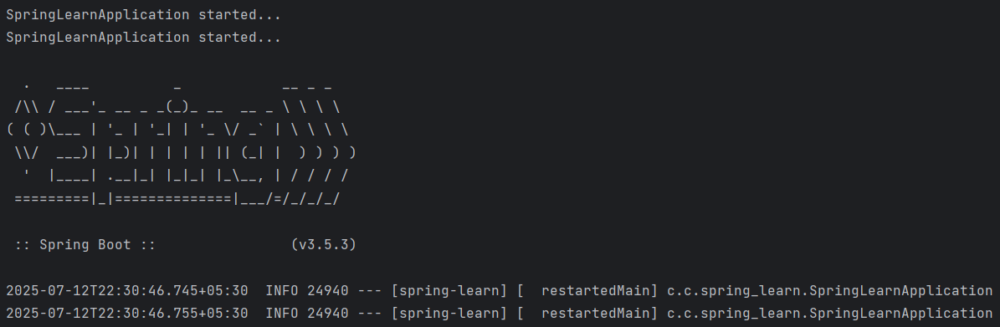 SpringLearnApplication started...
SpringLearnApplication started...
  .   ____          _            __ _ _
 /\\ / ___'_ __ _ _(_)_ __  __ _ \ \ \ \
( ( )\___ | '_ | '_| | '_ \/ _` | \ \ \ \
 \\/  ___)| |_)| | | | | || (_| |  ) ) ) )
  '  |____| .__|_| |_|_| |_\__, | / / / /
 =========|_|==============|___/=/_/_/_/
 :: Spring Boot ::                (v3.5.3)
2025-07-12T22:30:46.745+05:30  INFO 24940 --- [spring-learn] [  restartedMain] c.c.spring_learn.SpringLearnApplication
2025-07-12T22:30:46.755+05:30  INFO 24940 --- [spring-learn] [  restartedMain] c.c.spring_learn.SpringLearnApplication